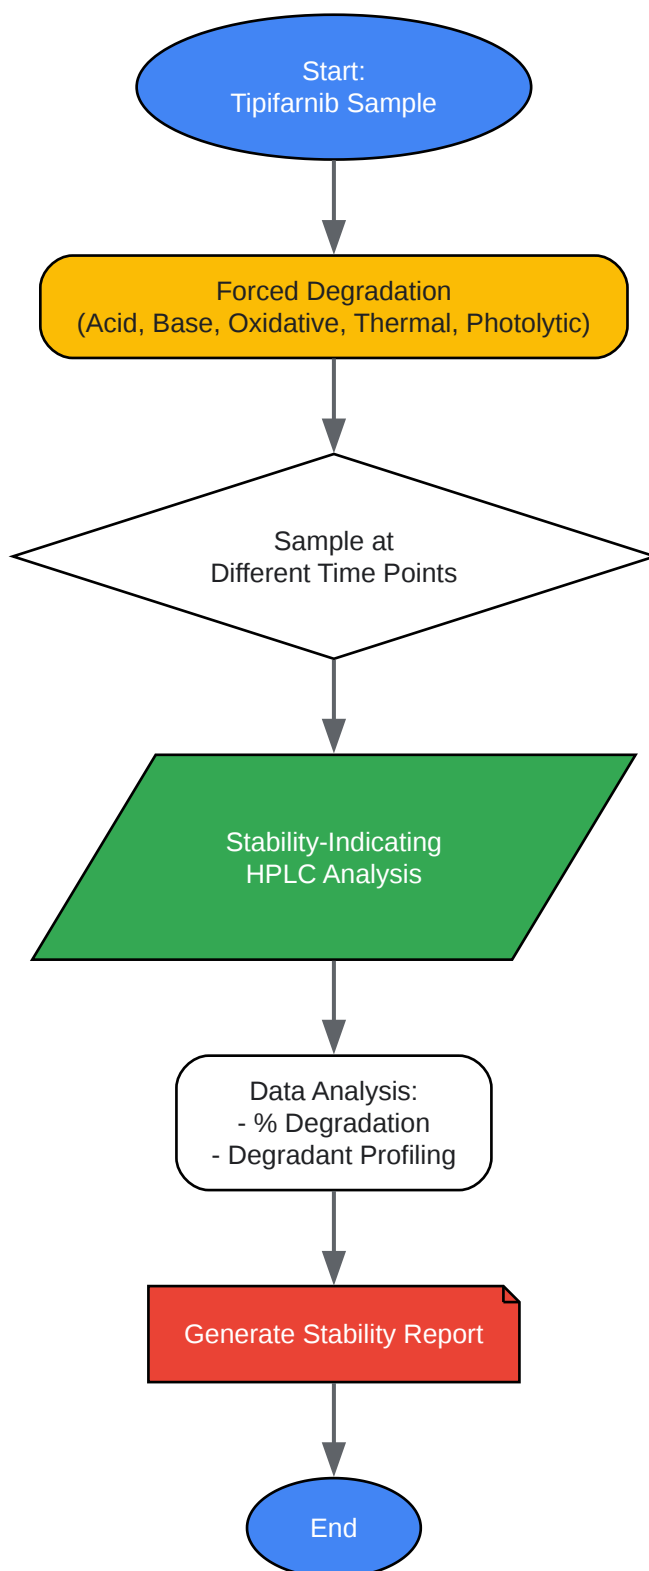 Start:
Tipifarnib Sample
Forced Degradation
(Acid, Base, Oxidative, Thermal, Photolytic)
Sample at
Different Time Points
Stability-Indicating
HPLC Analysis
Data Analysis:
- % Degradation
- Degradant Profiling
Generate Stability Report
End